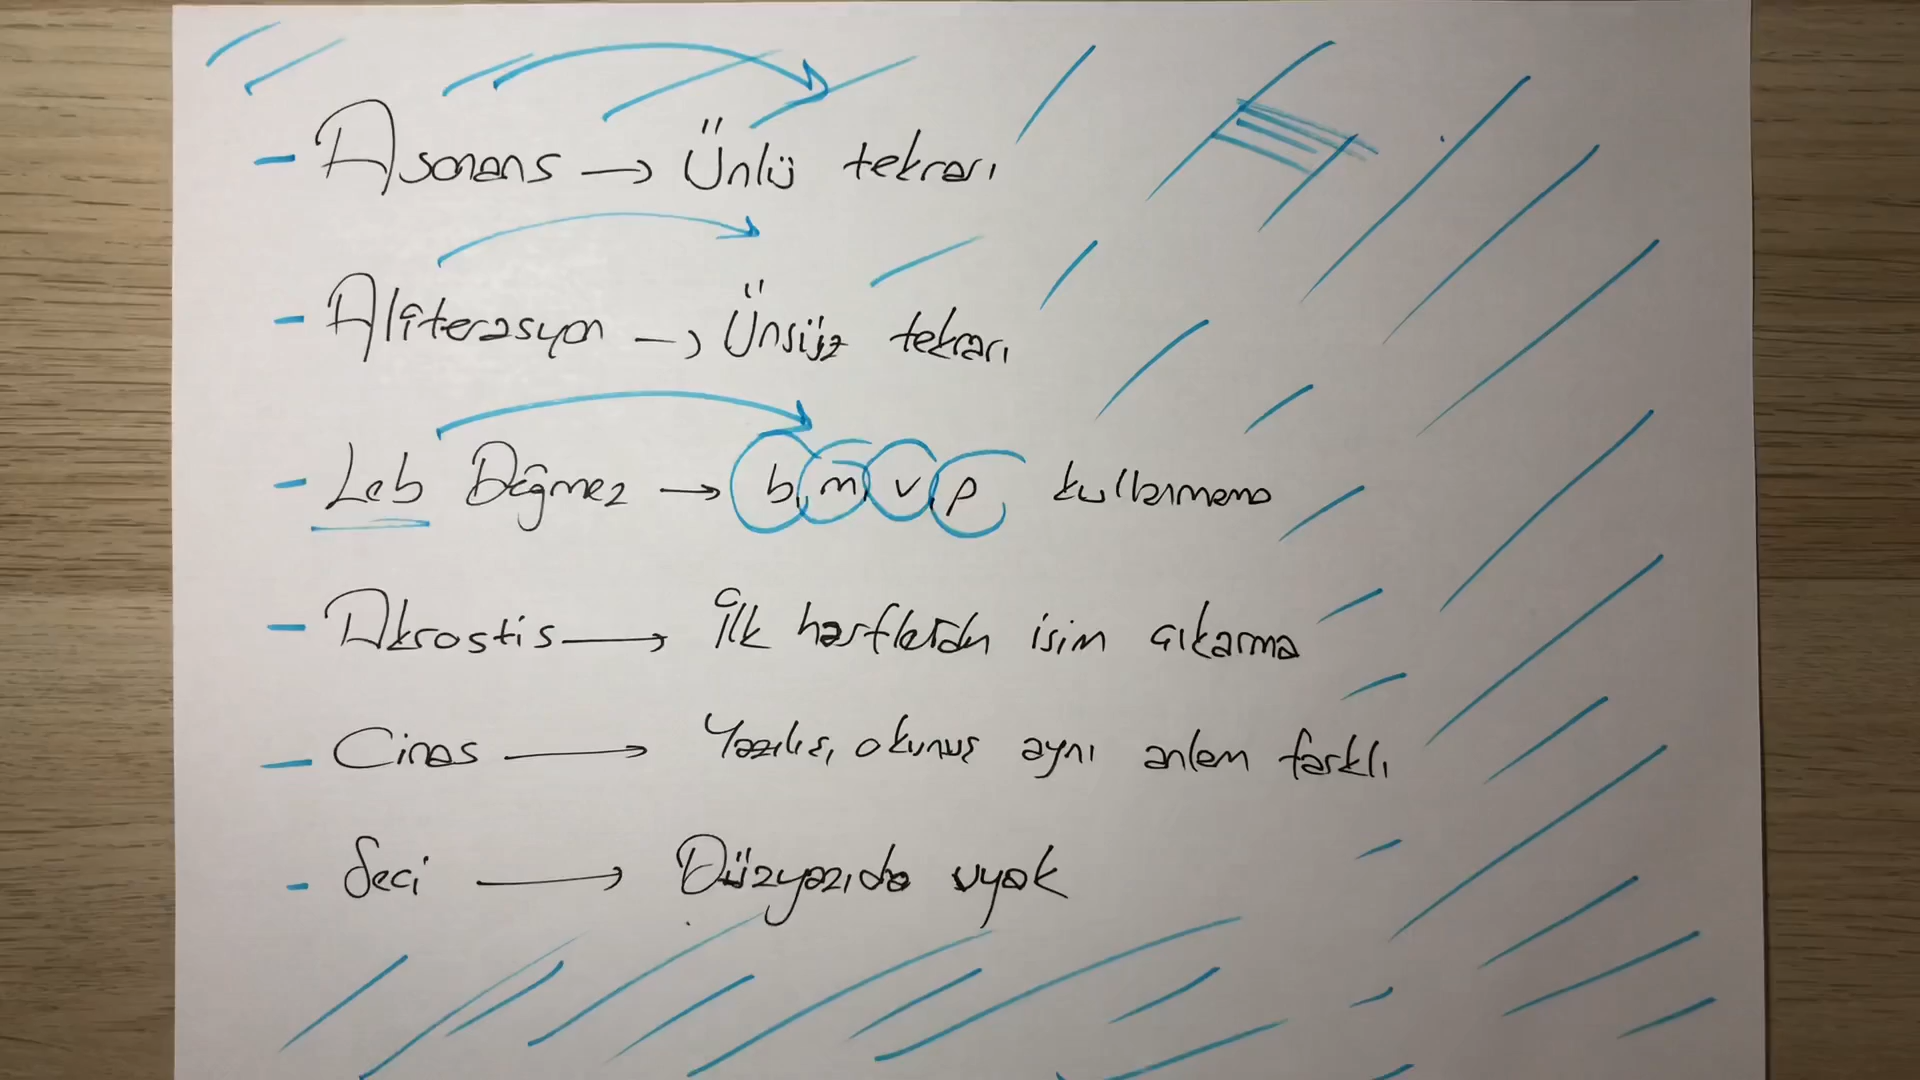 - Asonans → Ünlü tekrarı
- Aliterasyon → Ünsüz tekrarı
- Leb Değmez → b, m, v, p kullanmama
- Akrostis → İlk harflerden isim çıkarma
- Cinas → Yazılış, okunuş aynı anlam farklı
- Seci → Düzyazıda uyak